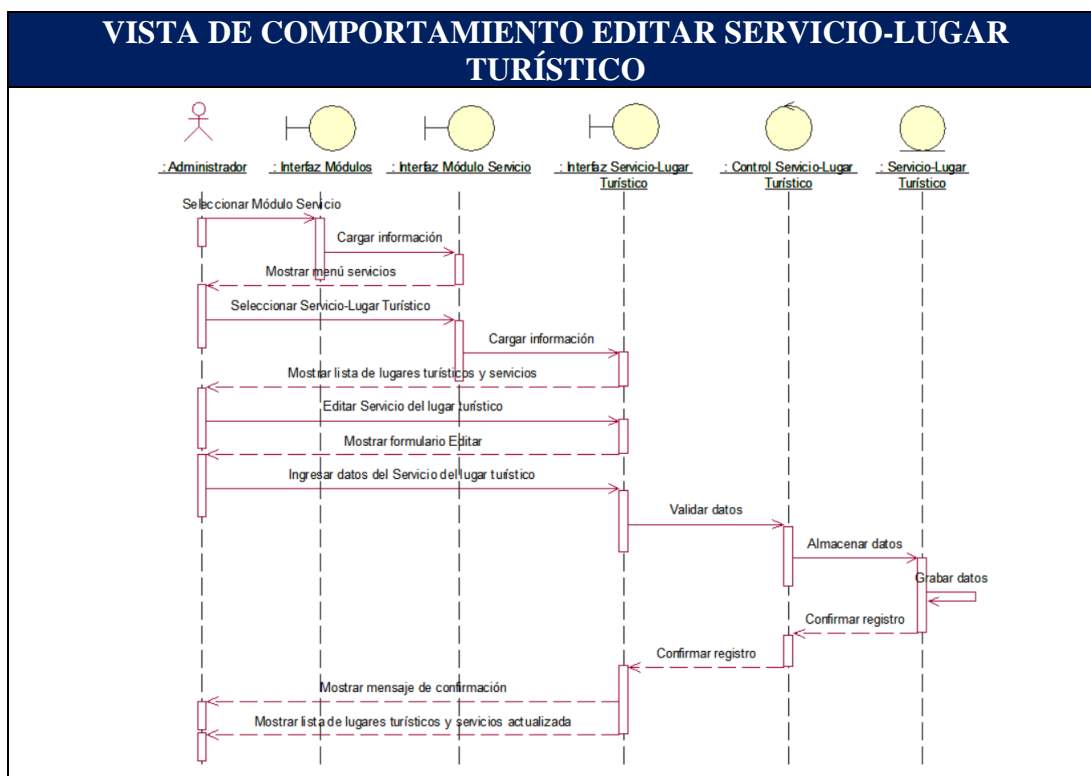 VISTA DE COMPORTAMIENTO EDITAR SERVICIO-LUGAR
TURÍSTICO
: Administrador
: Interfaz Módulos
: Interfaz Módulo Servicio
: Interfaz Servicio-Lugar
Turístico
: Control Servicio-Lugar
Turístico
: Servicio-Lugar
Turístico
Seleccionar Módulo Servicio
Cargar información
Mostrar menú servicios
Seleccionar Servicio-Lugar Turístico
Cargar información
Mostrar lista de lugares turísticos y servicios
Editar Servicio del lugar turístico
Mostrar formulario Editar
Ingresar datos del Servicio del lugar turístico
Validar datos
Almacenar datos
Grabar datos
Confirmar registro
Confirmar registro
Mostrar mensaje de confirmación
Mostrar lista de lugares turísticos y servicios actualizada